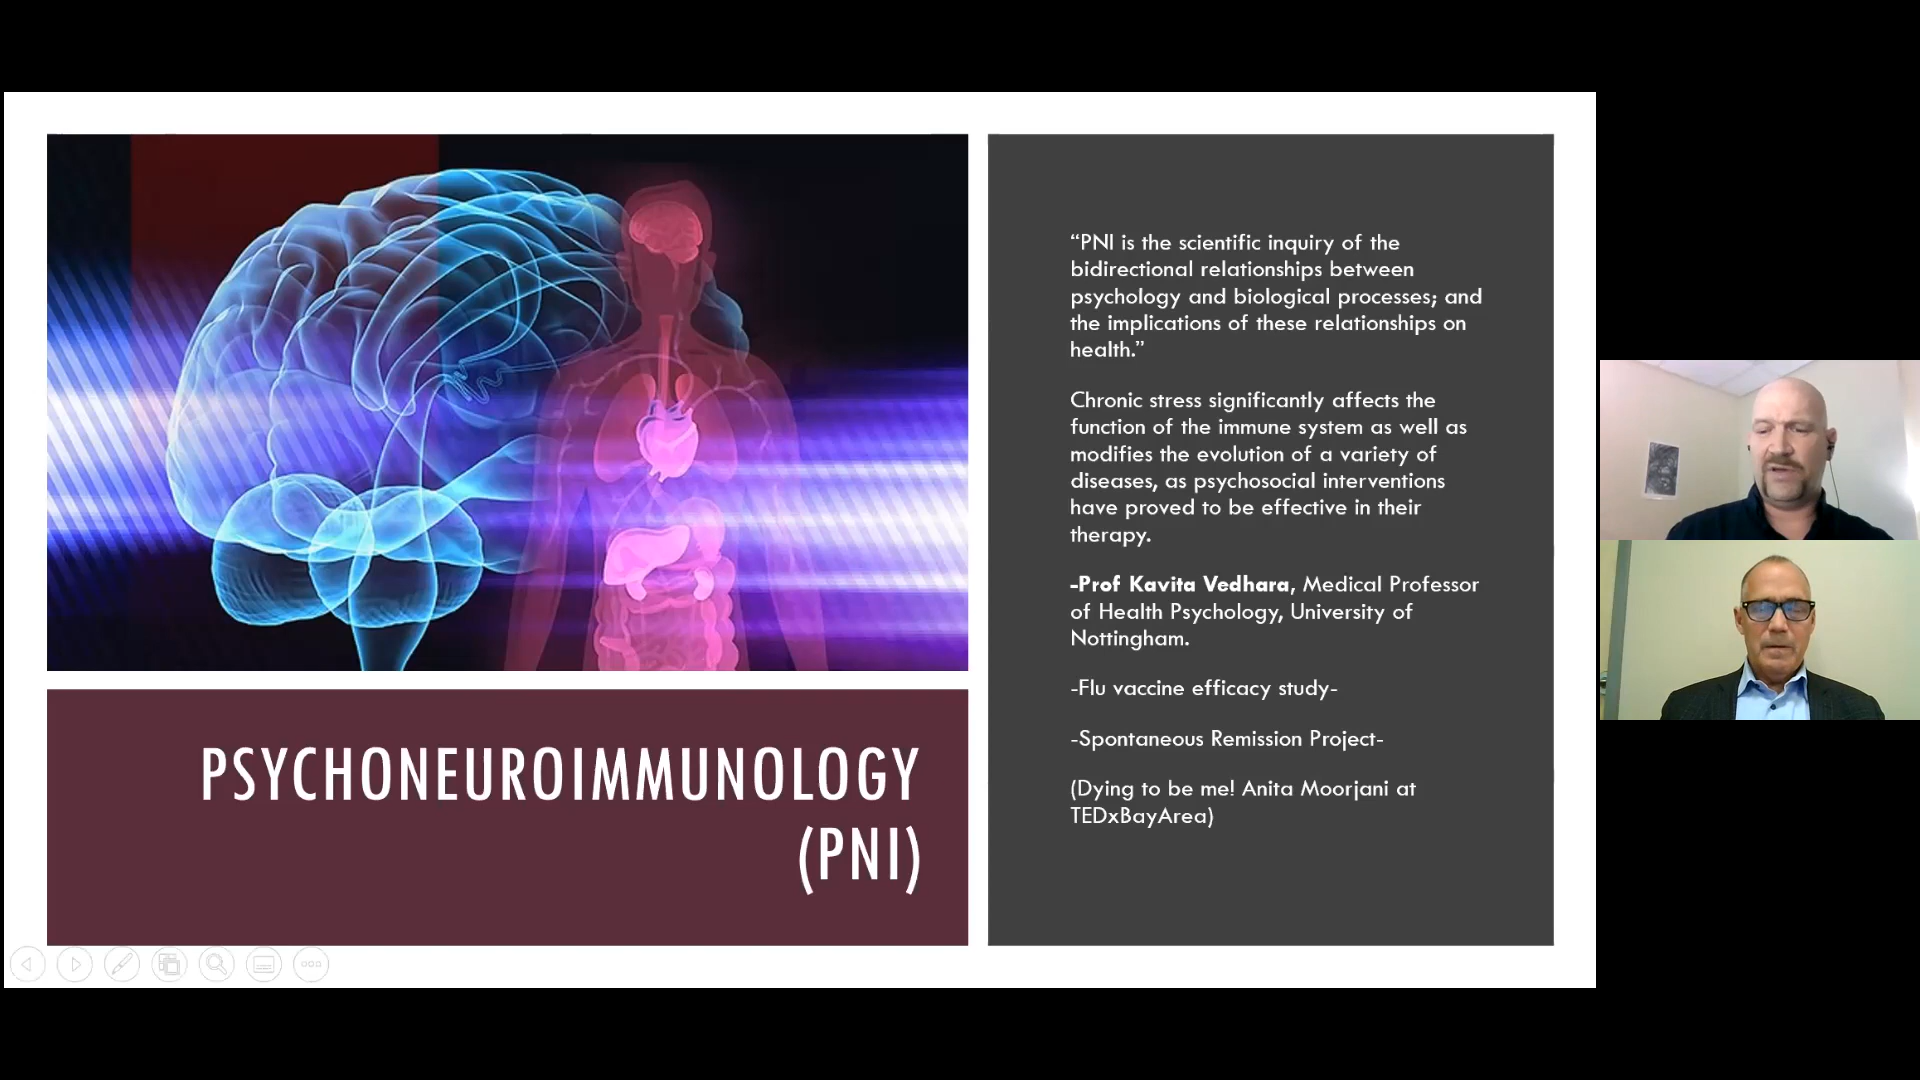 PSYCHONEUROIMMUNOLOGY
(PNI)
“PNI is the scientific inquiry of the
bidirectional relationships between
psychology and biological processes; and
the implications of these relationships on
health.”
Chronic stress significantly affects the
function of the immune system as well as
modifies the evolution of a variety of
diseases, as psychosocial interventions
have proved to be effective in their
therapy.
-Prof Kavita Vedhara, Medical Professor
of Health Psychology, University of
Nottingham.
-Flu vaccine efficacy study-
-Spontaneous Remission Project-
(Dying to be me! Anita Moorjani at
TEDxBayArea)